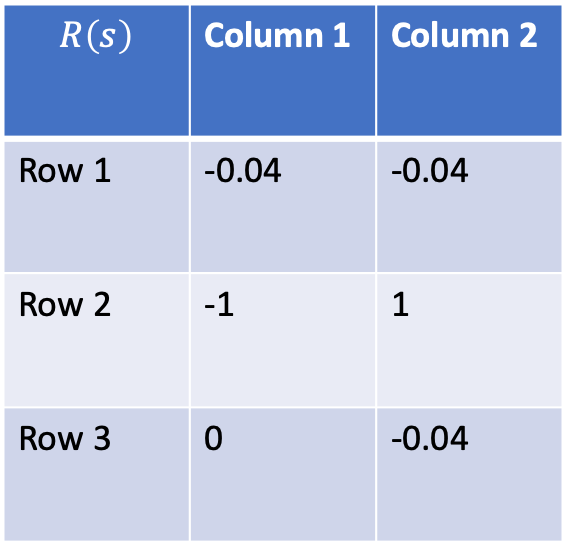 R(s) Column 1 Column 2
Row 1 -0.04 -0.04
Row 2 -1 1
Row 3 0 -0.04